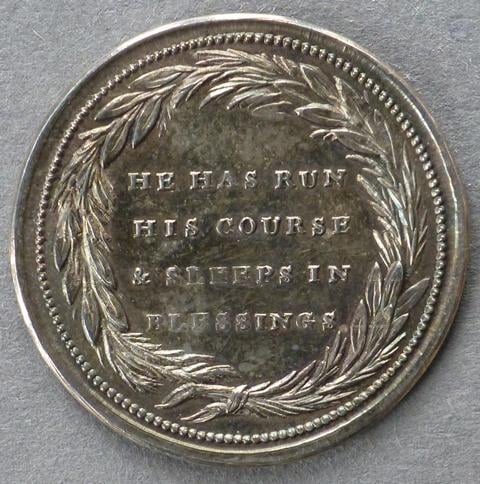 HE HAS RUN
HIS COURSE
& SLEEPS IN
BLESSINGS